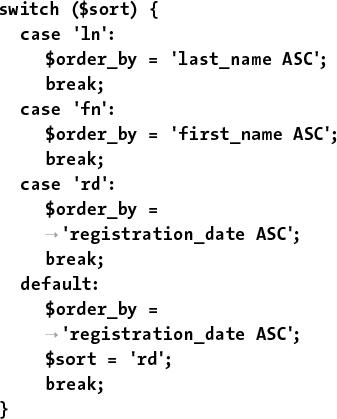 switch ($sort) {
case 'ln':
$order_by = 'last_name ASC';
break;
case 'fn':
$order_by = 'first_name ASC';
break;
case 'rd':
$order_by =
→'registration_date ASC';
break;
default:
$order_by =
→'registration_date ASC';
$sort = 'rd';
break;
}